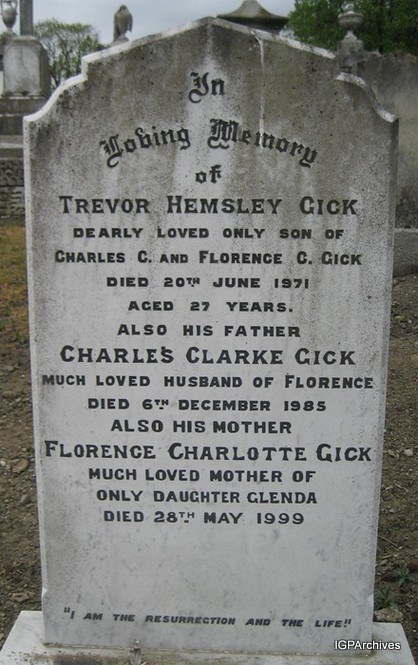 In
Loving Memory
of
TREVOR HEMSLEY GICK
DEARLY LOVED ONLY SON OF
CHARLES C. AND FLORENCE C. GICK
DIED 20TH JUNE 1971
AGED 27 YEARS.
ALSO HIS FATHER
CHARLES CLARKE GICK
MUCH LOVED HUSBAND OF FLORENCE
DIED 6TH DECEMBER 1985
ALSO HIS MOTHER
FLORENCE CHARLOTTE GICK
MUCH LOVED MOTHER OF
ONLY DAUGHTER GLENDA
DIED 28TH MAY 1999
"I AM THE RESURRECTION AND THE LIFE."
IGPArchives